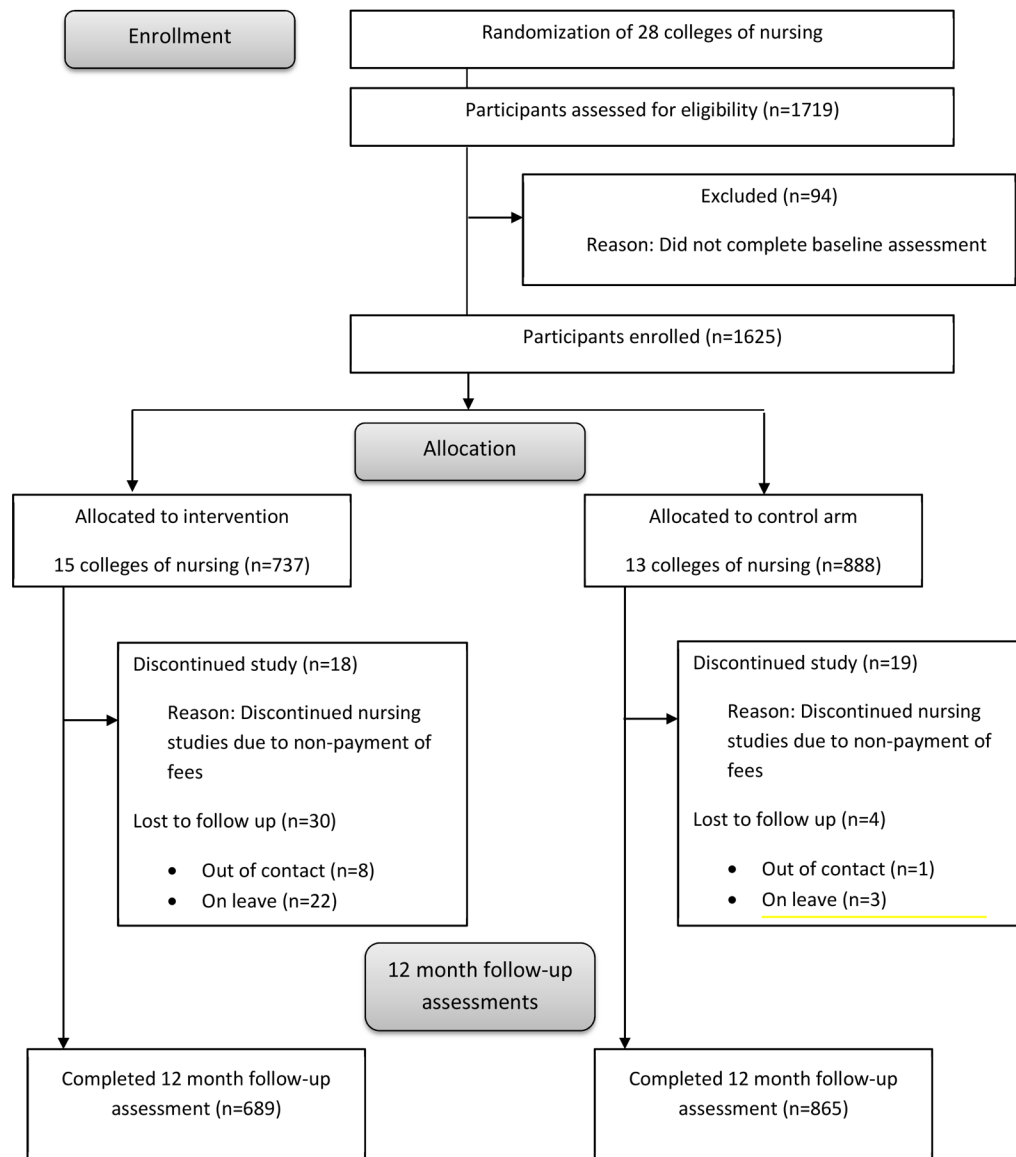 Enrollment
Randomization of 28 colleges of nursing
Participants assessed for eligibility (n=1719)
Excluded (n=94)
Reason: Did not complete baseline assessment
Participants enrolled (n=1625)
Allocation
Allocated to intervention
15 colleges of nursing (n=737)
Allocated to control arm
13 colleges of nursing (n=888)
Discontinued study (n=18)
Reason: Discontinued nursing
studies due to non-payment of
fees
Lost to follow up (n=30)
• Out of contact (n=8)
• On leave (n=22)
Discontinued study (n=19)
Reason: Discontinued nursing
studies due to non-payment of
fees
Lost to follow up (n=4)
• Out of contact (n=1)
• On leave (n=3)
12 month follow-up
assessments
Completed 12 month follow-up
assessment (n=689)
Completed 12 month follow-up
assessment (n=865)